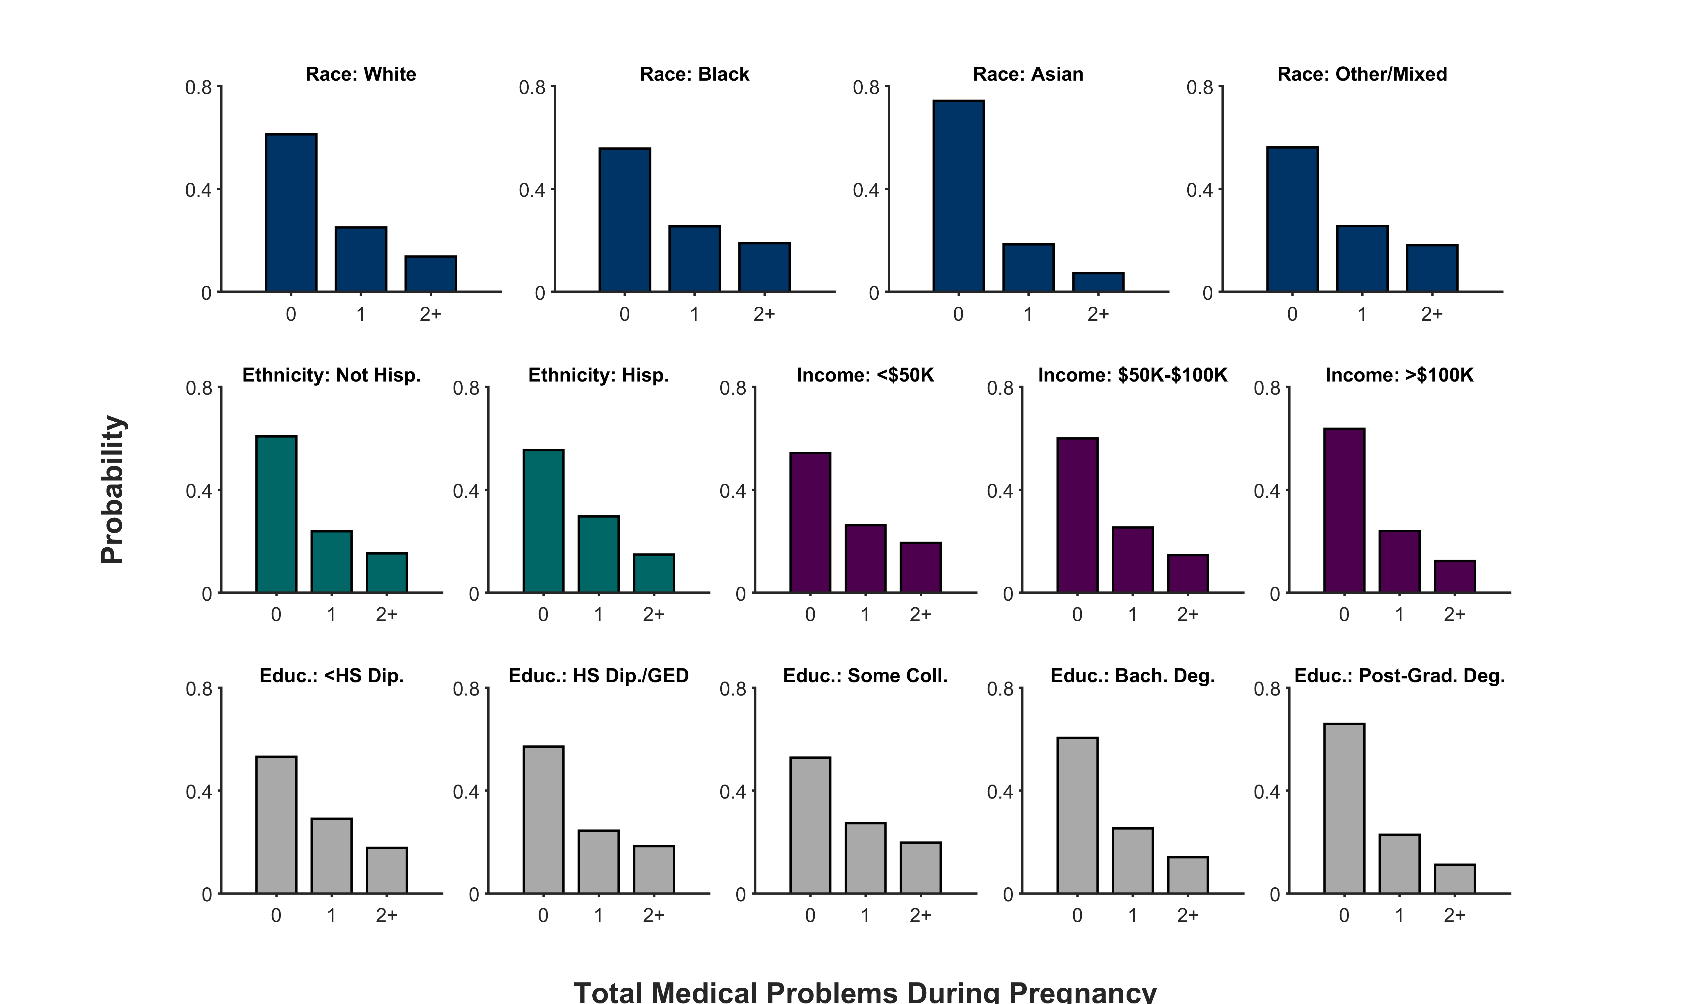 Race: White Race: Black Race: Asian Race: Other/Mixed
0.8 0.8 0.8 0.8
0.4 0.4 0.4 0.4
0 0 0 0
0 1 2+ 0 1 2+ 0 1 2+ 0 1 2+
Ethnicity: Not Hisp. Ethnicity: Hisp. Income: <$50K Income: $50K-$100K Income: >$100K
0.8 0.8 0.8 0.8 0.8
Probability
0.4 0.4 0.4 0.4 0.4
0 0 0 0 0
0 1 2+ 0 1 2+ 0 1 2+ 0 1 2+ 0 1 2+
Educ.: <HS Dip. Educ.: HS Dip./GED Educ.: Some Coll. Educ.: Bach. Deg. Educ.: Post-Grad. Deg.
0.8 0.8 0.8 0.8 0.8
0.4 0.4 0.4 0.4 0.4
0 0 0 0 0
0 1 2+ 0 1 2+ 0 1 2+ 0 1 2+ 0 1 2+
Total Medical Problems During Pregnancy